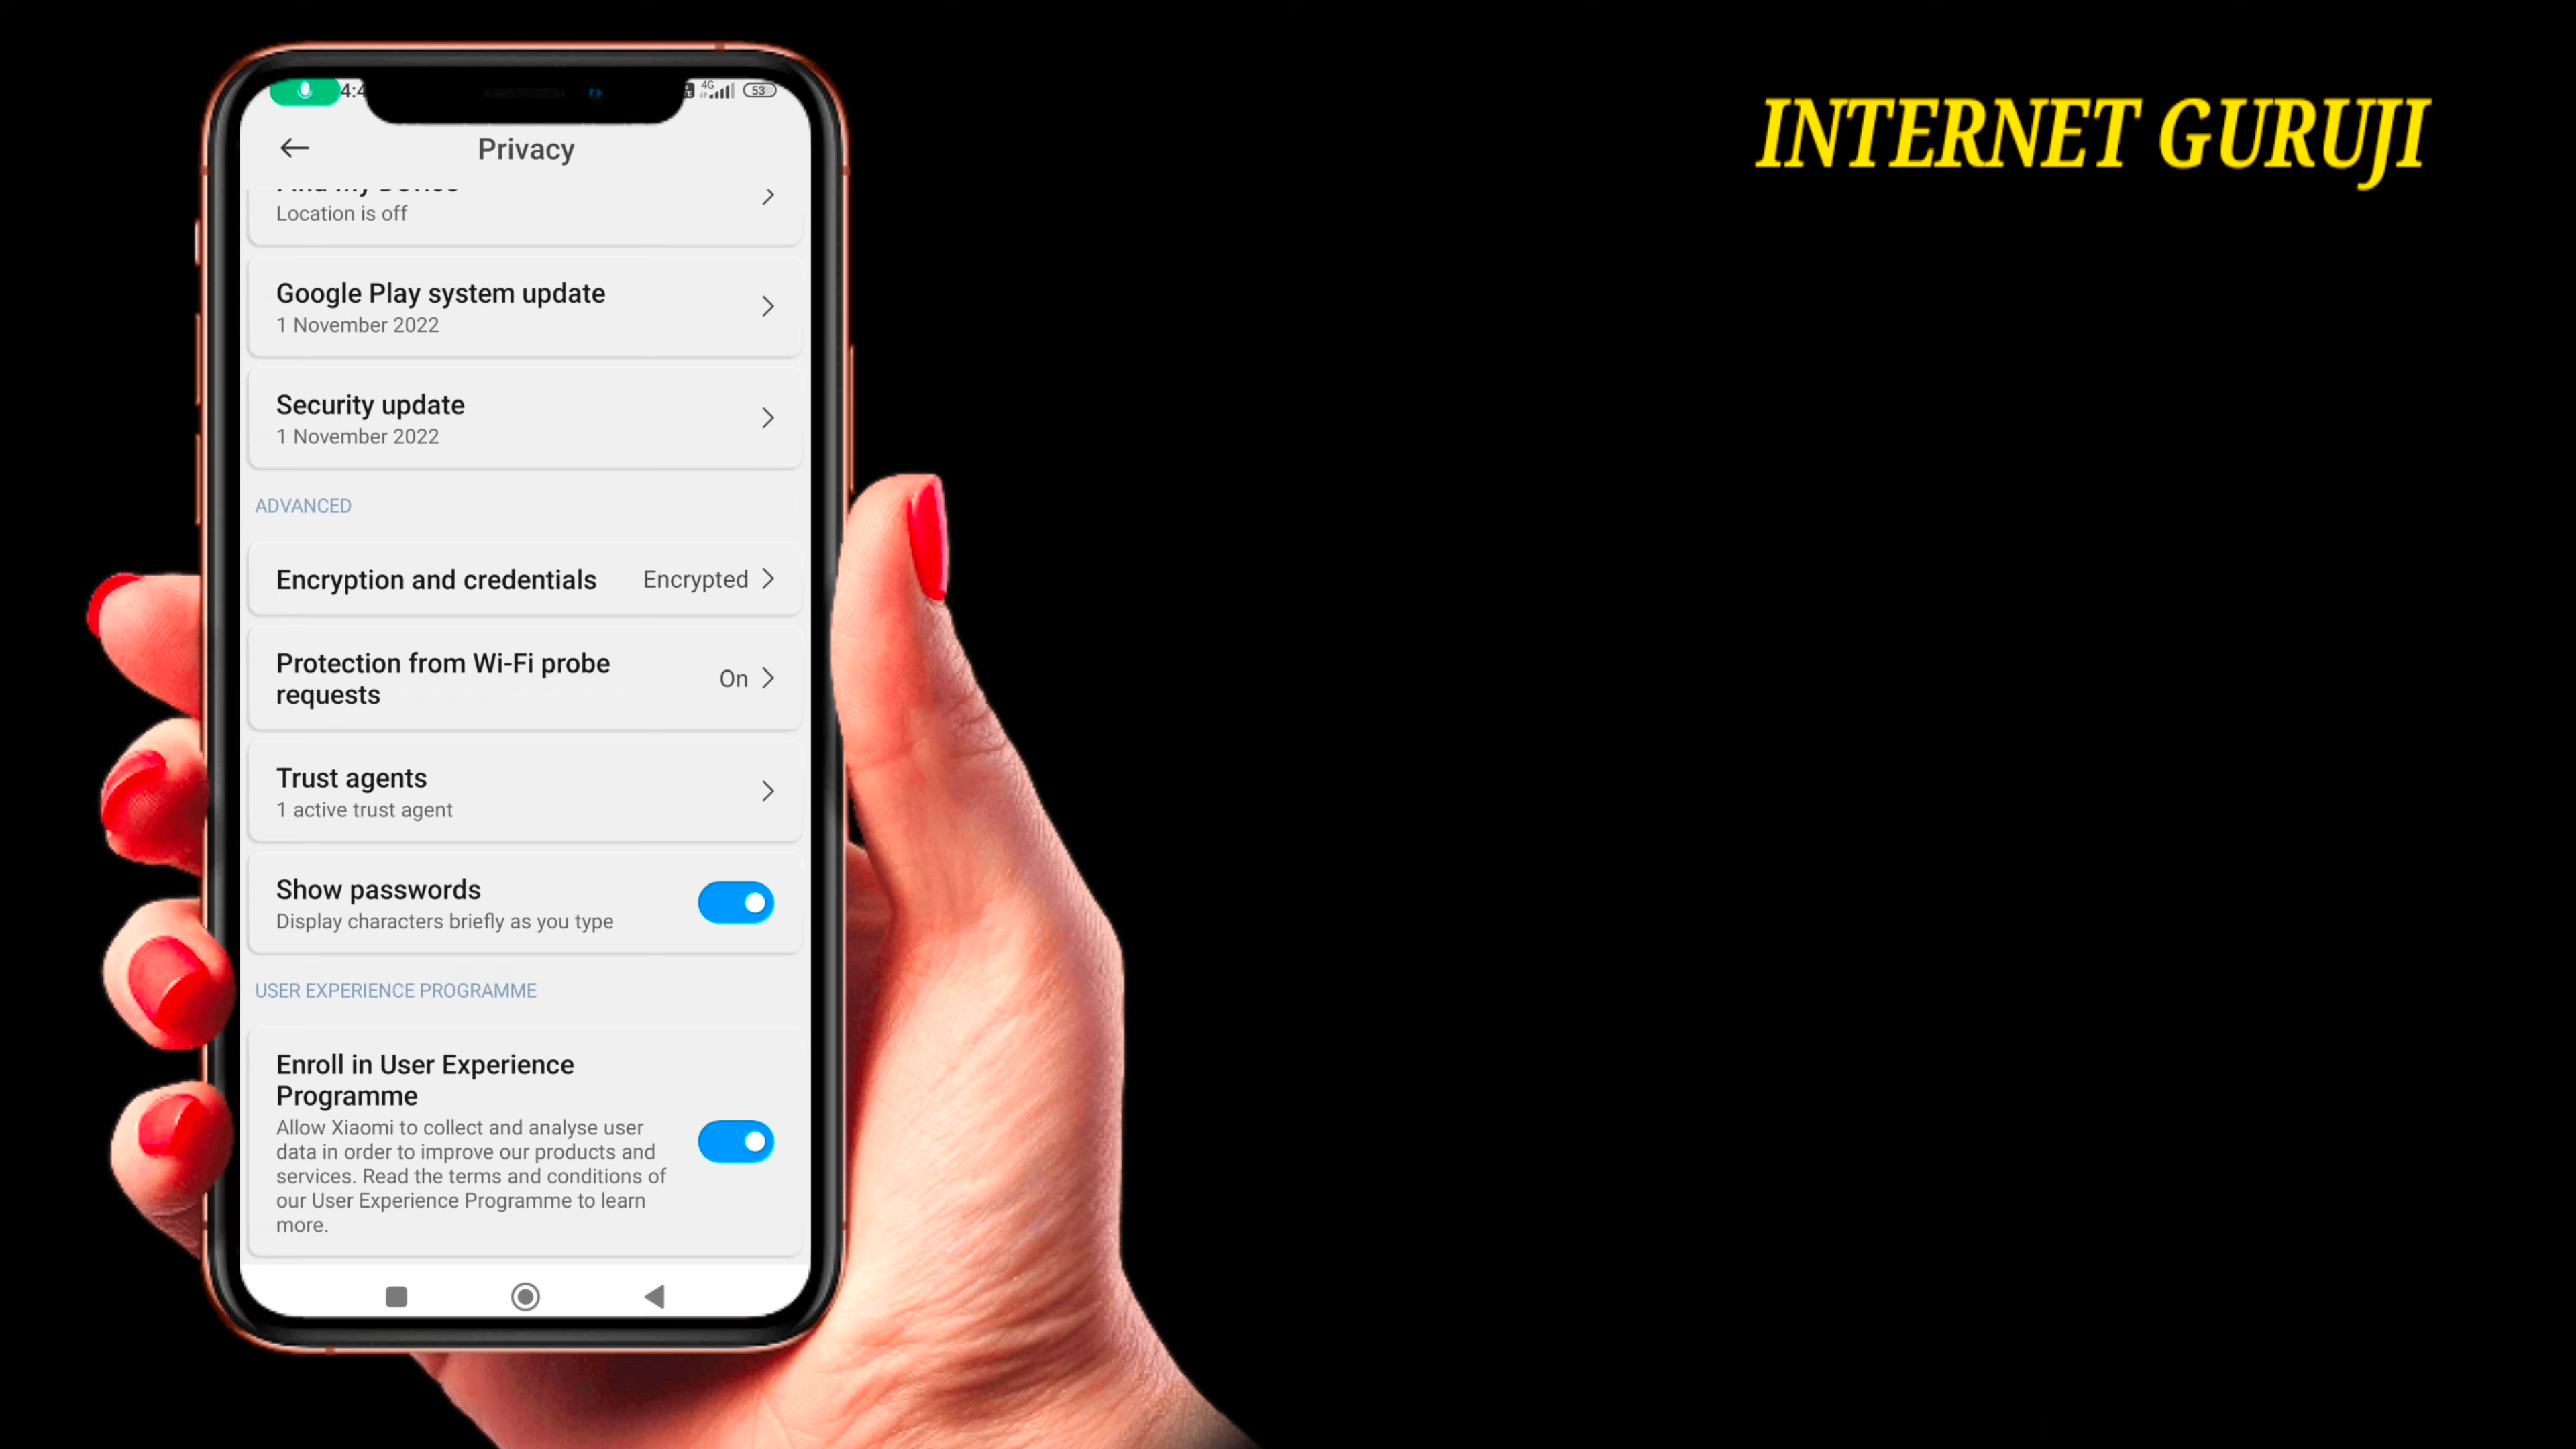 INTERNET GURUJI
4G
53
Privacy
Location is off
Google Play system update
1 November 2022
Security update
1 November 2022
ADVANCED
Encryption and credentials Encrypted
Protection from Wi-Fi probe
requests
On
Trust agents
1 active trust agent
Show passwords
Display characters briefly as you type
USER EXPERIENCE PROGRAMME
Enroll in User Experience
Programme
Allow Xiaomi to collect and analyse user
data in order to improve our products and
services. Read the terms and conditions of
our User Experience Programme to learn
more.